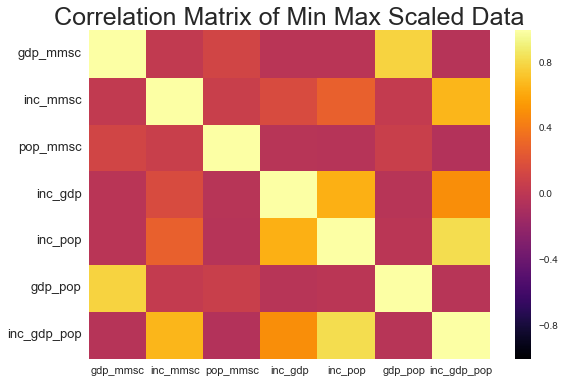 Correlation Matrix of Min Max Scaled Data
gdp_mmsc
inc_mmsc
pop_mmsc
inc_gdp
inc_pop
gdp_pop
inc_gdp_pop
gdp_mmsc inc_mmsc pop_mmsc inc_gdp inc_pop gdp_pop inc_gdp_pop
0.8
0.4
0.0
−0.4
−0.8